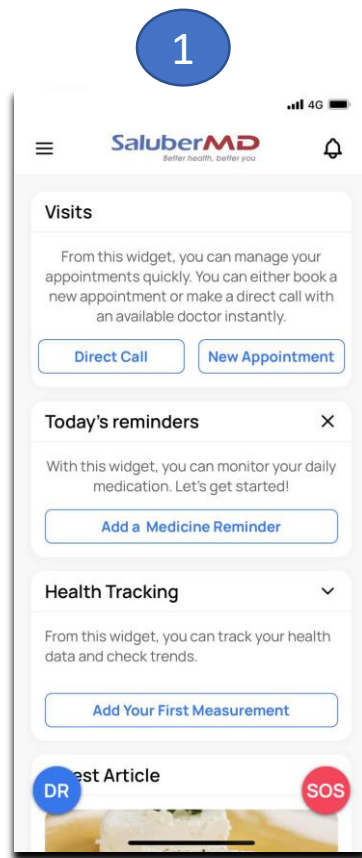 1
4G
SaluberMD
Better health, better you
Visits
From this widget, you can manage your
appointments quickly. You can either book a
new appointment or make a direct call with
an available doctor instantly.
Direct Call
New Appointment
Today's reminders
With this widget, you can monitor your daily
medication. Let's get started!
Add a Medicine Reminder
Health Tracking
From this widget, you can track your health
data and check trends.
Add Your First Measurement
Article
DR
SOS